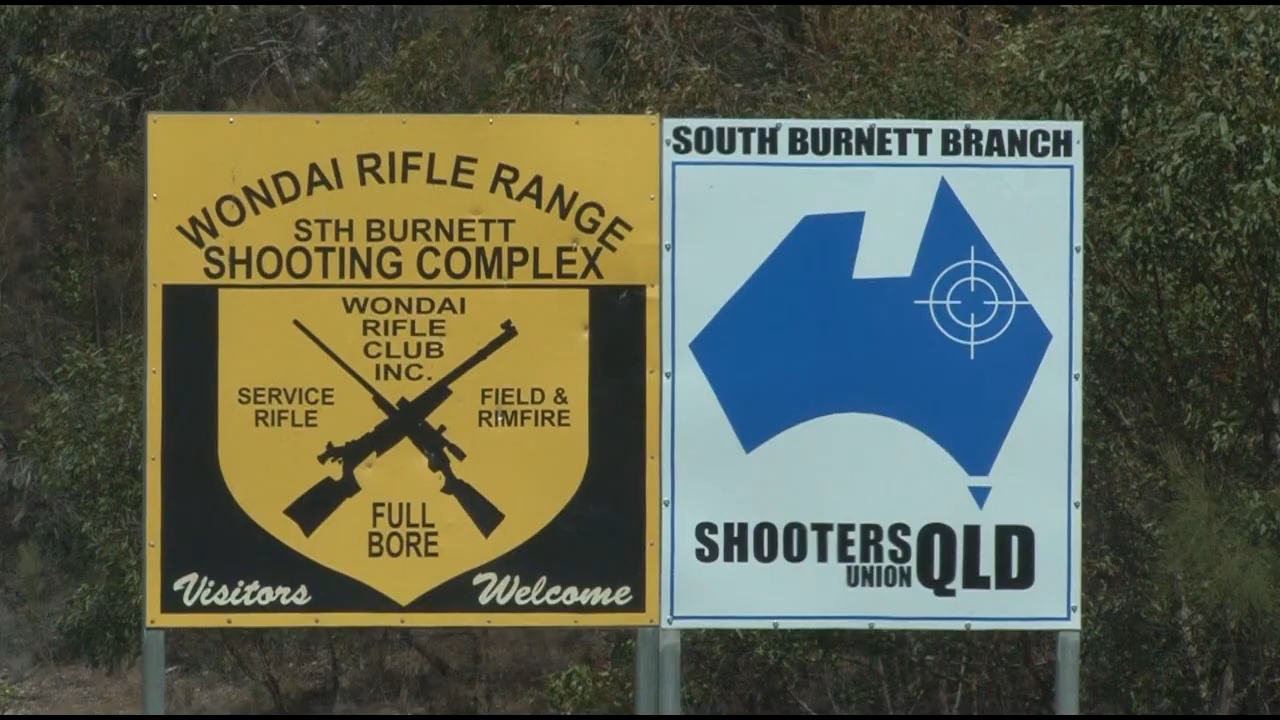 WONDAI RIFLE RANGE
STH BURNETT
SHOOTING COMPLEX
WONDAI
RIFLE
CLUB
INC.
SERVICE
RIFLE
FIELD &
RIMFIRE
FULL
BORE
Visitors Welcome
SOUTH BURNETT BRANCH
SHOOTERS
UNION
QLD